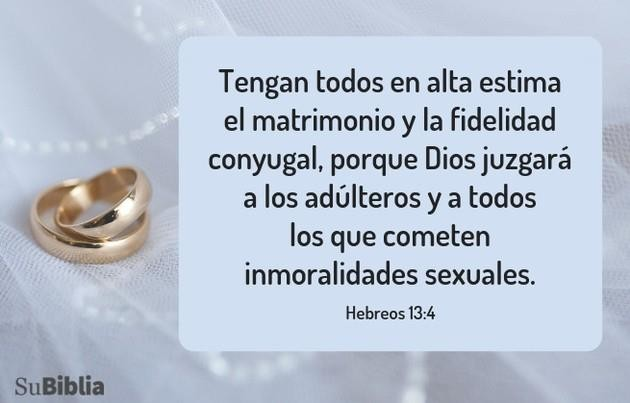 Tengan todos en alta estima
el matrimonio y la fidelidad
conyugal, porque Dios juzgará
a los adúlteros y a todos
los que cometen
inmoralidades sexuales.
Hebreos 13:4
SuBiblia